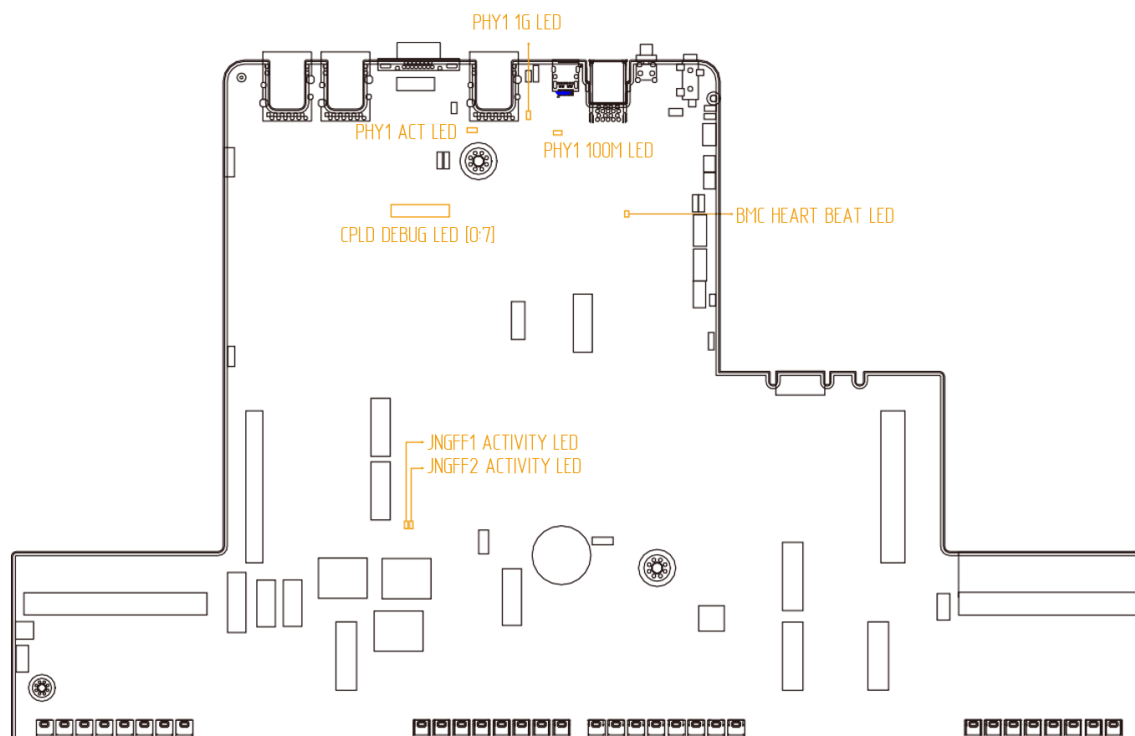 PHY1 1G LED
PHY1 ACT LED
PHY1 100M LED
BMC HEART BEAT LED
CPLD DEBUG LED [0:7]
JNGFF1 ACTIVITY LED
JNGFF2 ACTIVITY LED